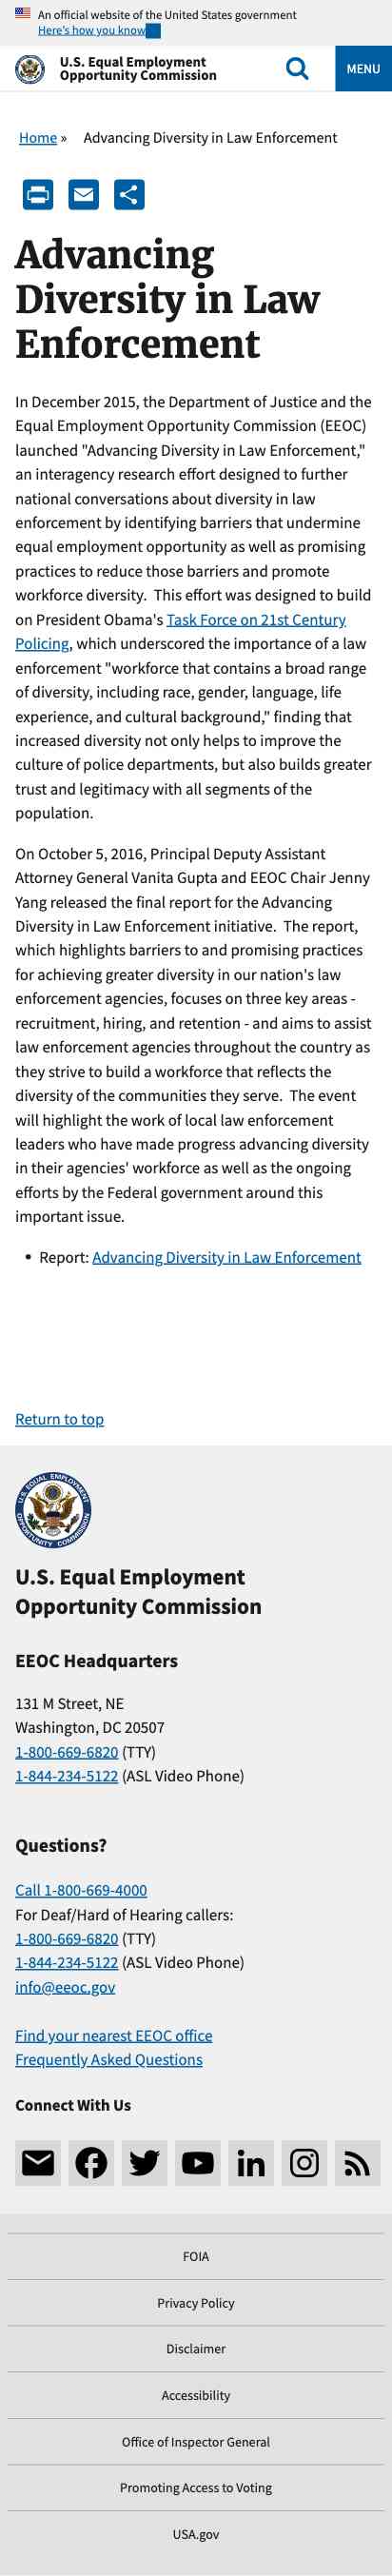 An official website of the United States government
Here's how you know
U.S. Equal Employment
Opportunity Commission
MENU
Home » Advancing Diversity in Law Enforcement
Advancing
Diversity in Law
Enforcement
In December 2015, the Department of Justice and the
Equal Employment Opportunity Commission (EEOC)
launched "Advancing Diversity in Law Enforcement,"
an interagency research effort designed to further
national conversations about diversity in law
enforcement by identifying barriers that undermine
equal employment opportunity as well as promising
practices to reduce those barriers and promote
workforce diversity.  This effort was designed to build
on President Obama's Task Force on 21st Century
Policing, which underscored the importance of a law
enforcement "workforce that contains a broad range
of diversity, including race, gender, language, life
experience, and cultural background," finding that
increased diversity not only helps to improve the
culture of police departments, but also builds greater
trust and legitimacy with all segments of the
population.
On October 5, 2016, Principal Deputy Assistant
Attorney General Vanita Gupta and EEOC Chair Jenny
Yang released the final report for the Advancing
Diversity in Law Enforcement initiative.  The report,
which highlights barriers to and promising practices
for achieving greater diversity in our nation's law
enforcement agencies, focuses on three key areas -
recruitment, hiring, and retention - and aims to assist
law enforcement agencies throughout the country as
they strive to build a workforce that reflects the
diversity of the communities they serve.  The event
will highlight the work of local law enforcement
leaders who have made progress advancing diversity
in their agencies' workforce as well as the ongoing
efforts by the Federal government around this
important issue.
• Report: Advancing Diversity in Law Enforcement
Return to top
U.S. EQUAL EMPLOYMENT OPPORTUNITY COMMISSION
U.S. Equal Employment
Opportunity Commission
EEOC Headquarters
131 M Street, NE
Washington, DC 20507
1-800-669-6820 (TTY)
1-844-234-5122 (ASL Video Phone)
Questions?
Call 1-800-669-4000
For Deaf/Hard of Hearing callers:
1-800-669-6820 (TTY)
1-844-234-5122 (ASL Video Phone)
info@eeoc.gov
Find your nearest EEOC office
Frequently Asked Questions
Connect With Us
FOIA
Privacy Policy
Disclaimer
Accessibility
Office of Inspector General
Promoting Access to Voting
USA.gov